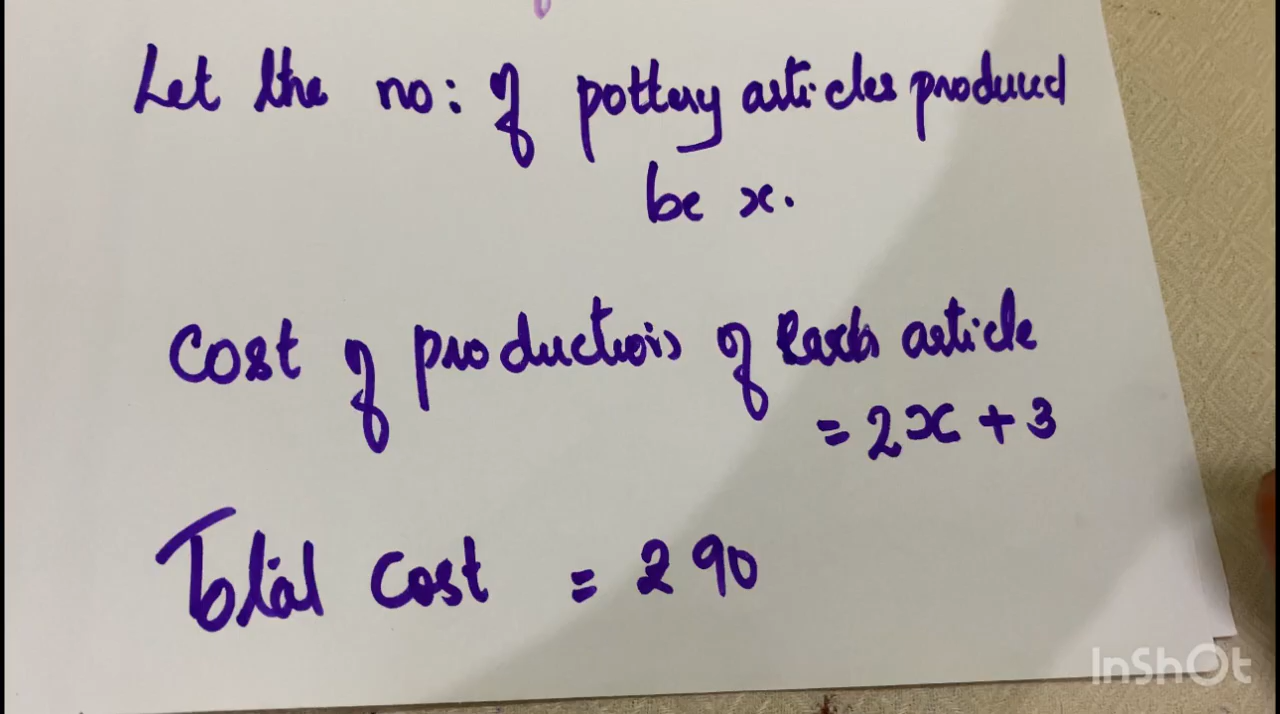 Let the no: of pottery articles produced
be x.
Cost of production of each article
= 2x + 3
Total Cost = 290
InShOt